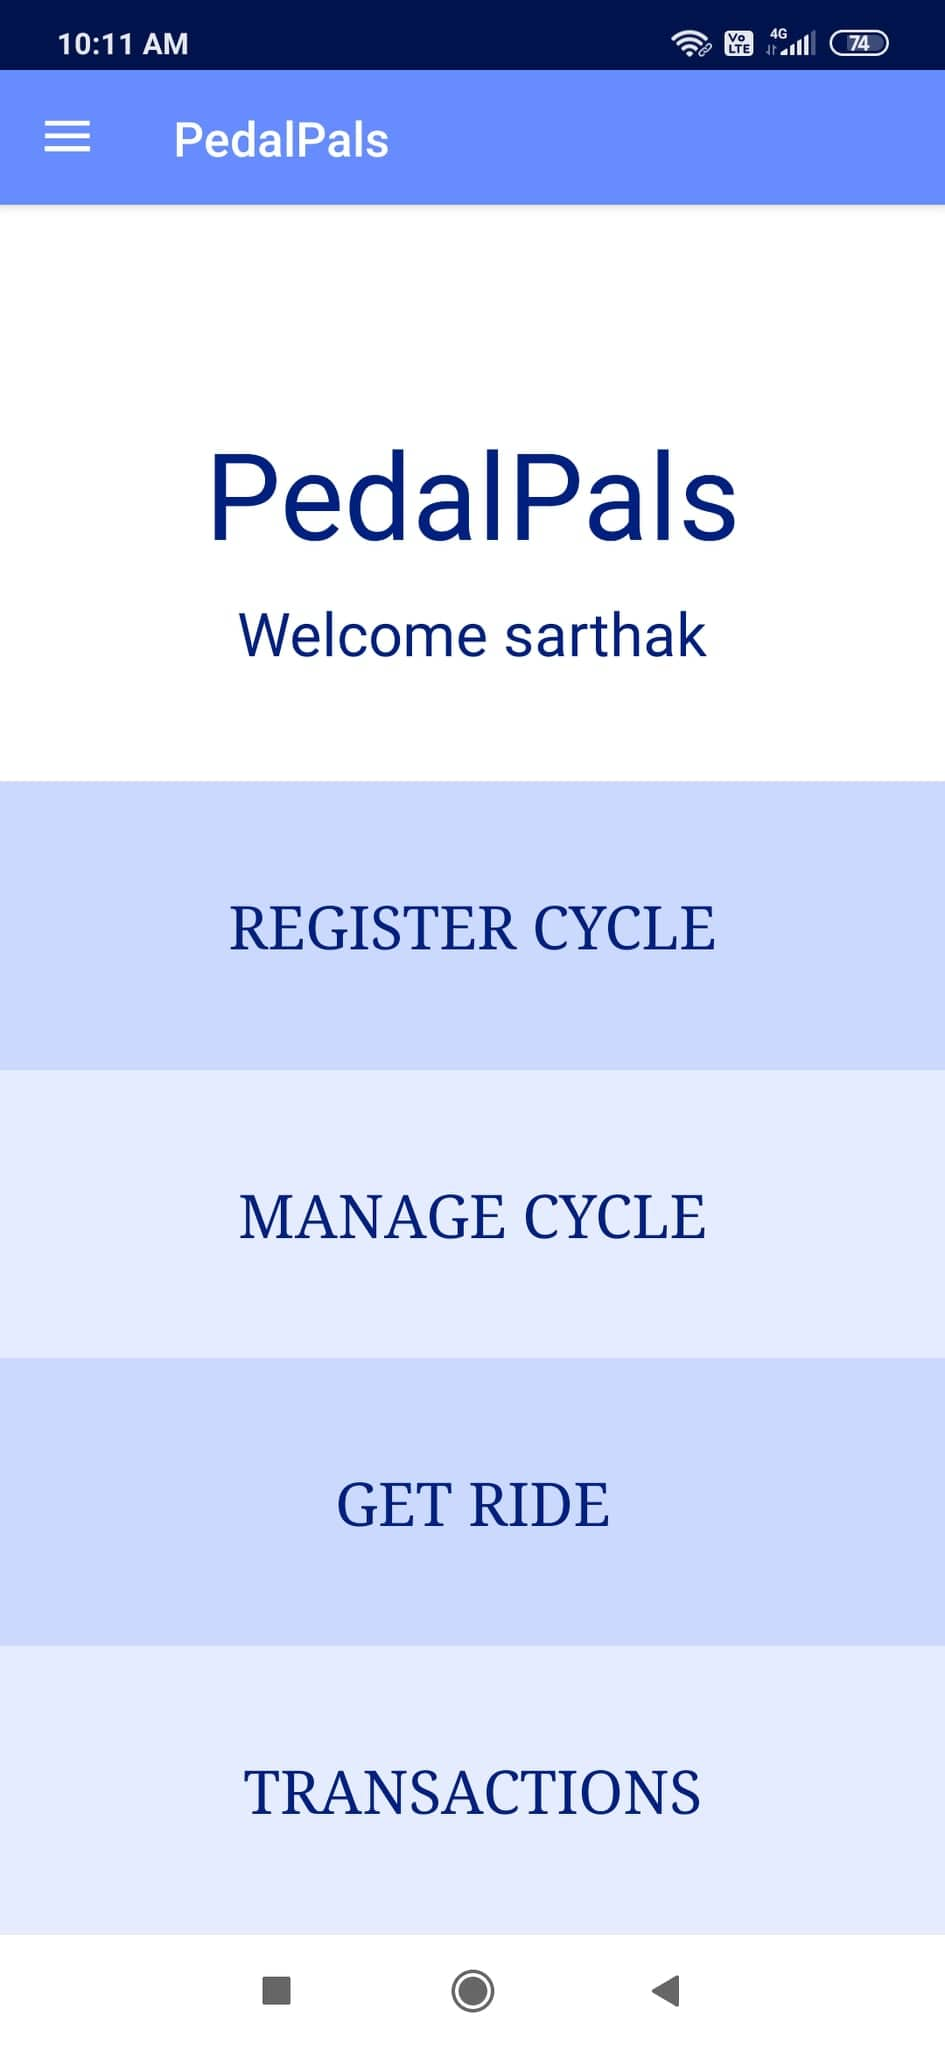 10:11 AM
Vo LTE 4G 74
PedalPals
PedalPals
Welcome sarthak
REGISTER CYCLE
MANAGE CYCLE
GET RIDE
TRANSACTIONS